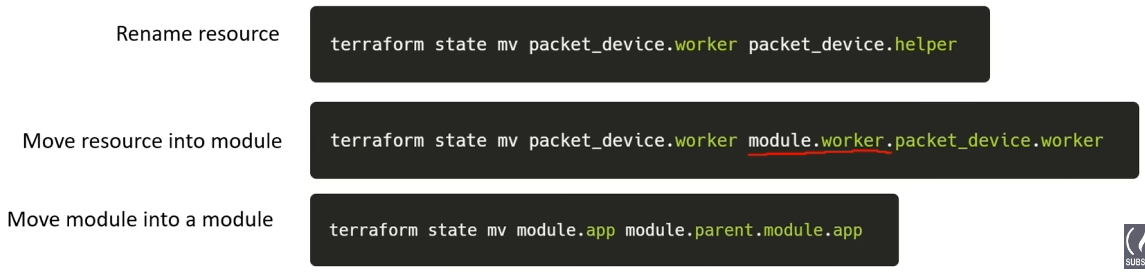 Rename resource
terraform state mv packet_device.worker packet_device.helper
Move resource into module
terraform state mv packet_device.worker module.worker.packet_device.worker
Move module into a module
terraform state mv module.app module.parent.module.app
SUBS